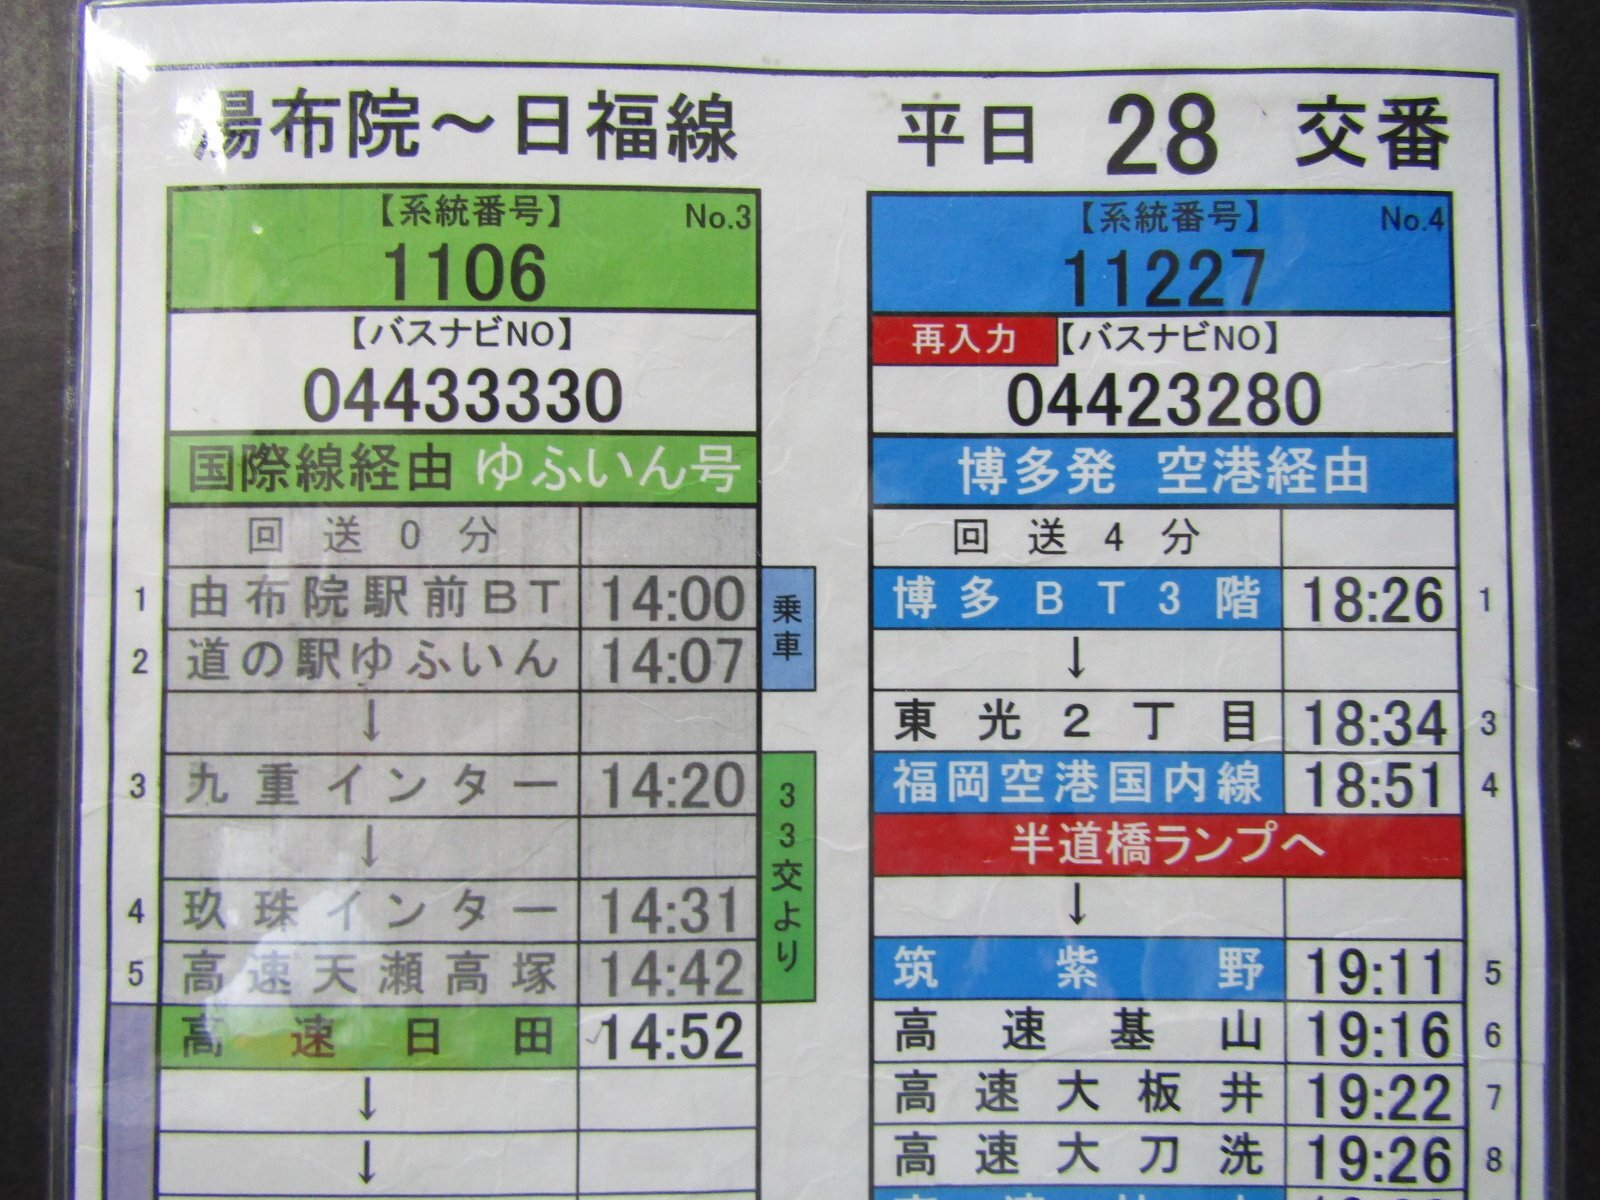 湯布院～日福線
平日 28 交番
【系統番号】 No.3
1106
【バスナビNO】
04433330
国際線経由 ゆふいん号
回送0分
1 由布院駅前BT 14:00
乗車
2 道の駅ゆふいん 14:07
↓
3 九重インター 14:20
33交より
↓
4 玖珠インター 14:31
5 高速天瀬高塚 14:42
高速日田 14:52
↓
↓
【系統番号】 No.4
11227
再入力 【バスナビNO】
04423280
博多発 空港経由
回送4分
博多BT3階 18:26 1
↓
東光2丁目 18:34 3
福岡空港国内線 18:51 4
半道橋ランプへ
↓
筑紫野 19:11 5
高速基山 19:16 6
高速大板井 19:22 7
高速大刀洗 19:26 8